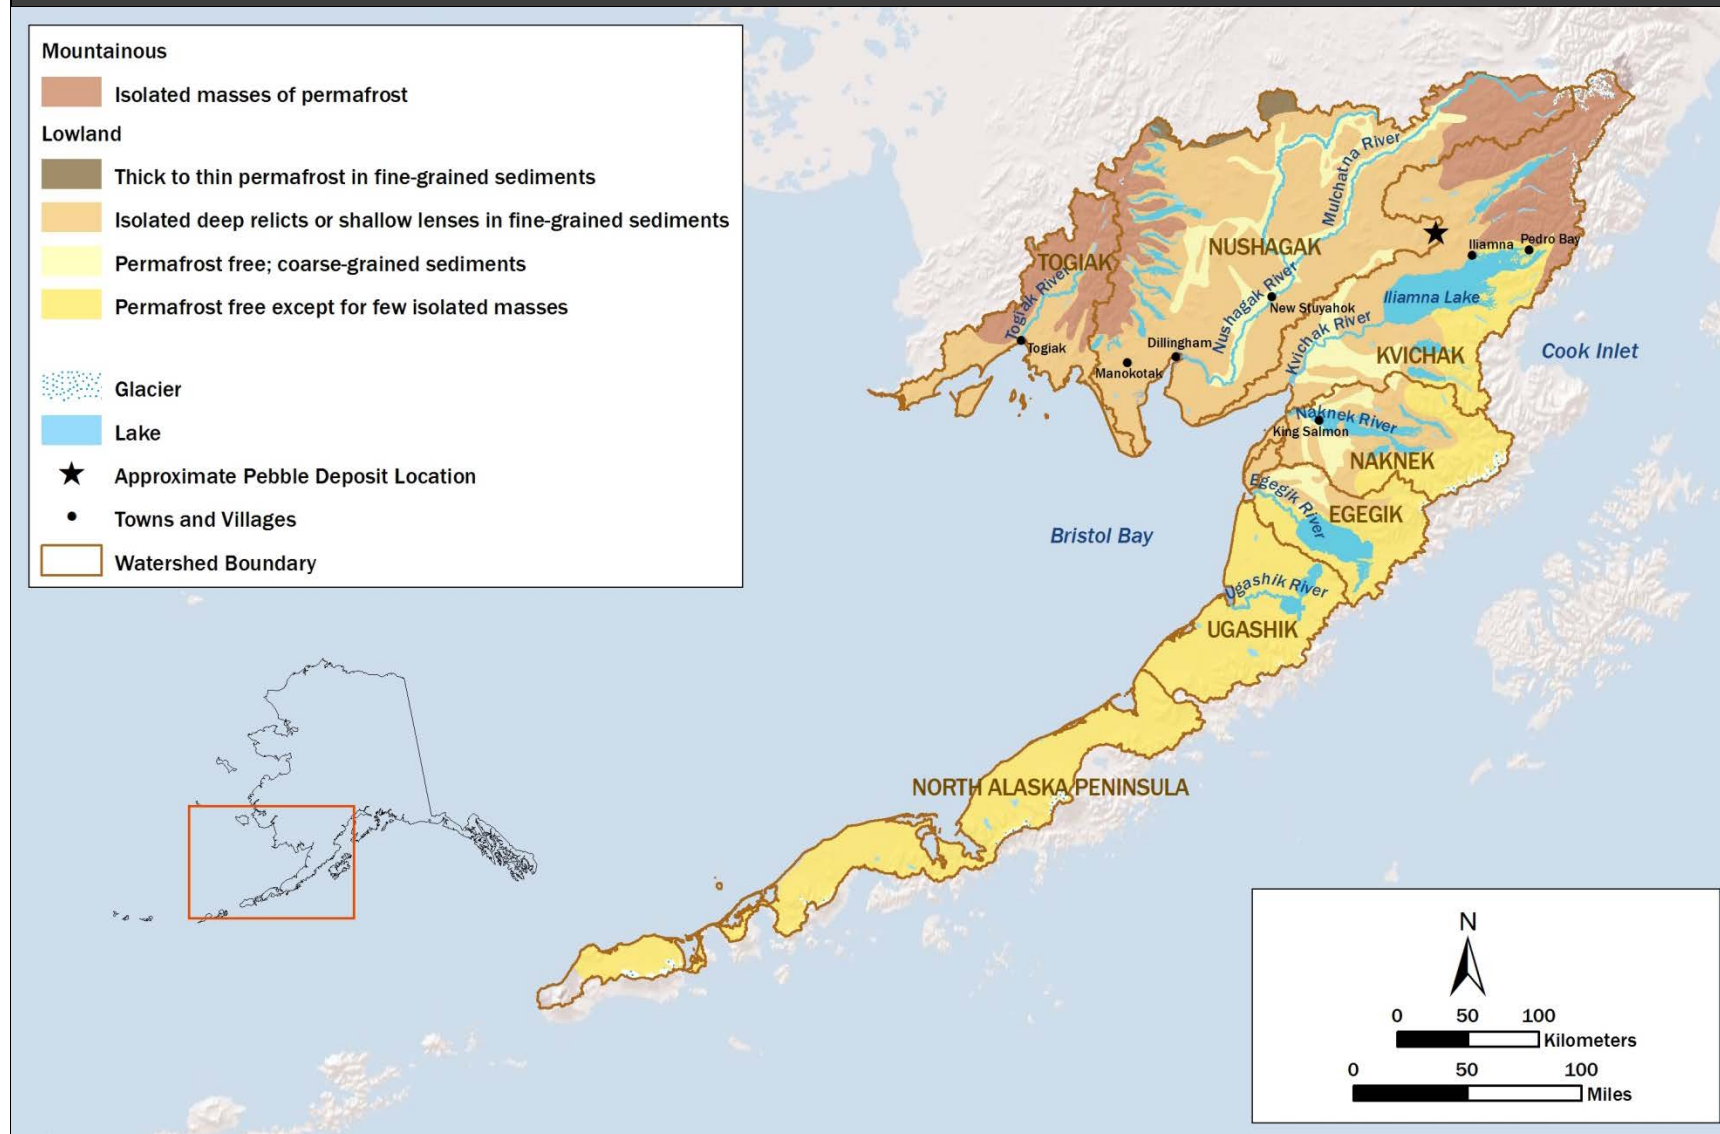 Mountainous
Isolated masses of permafrost
Lowland
Thick to thin permafrost in fine-grained sediments
Isolated deep relicts or shallow lenses in fine-grained sediments
Permafrost free; coarse-grained sediments
Permafrost free except for few isolated masses
Glacier
Lake
Approximate Pebble Deposit Location
Towns and Villages
Watershed Boundary
Mulchatna River
NUSHAGAK
Iliamna
Pedro Bay
TOGIAK
Togiak River
Nushagak River
New Stuyahok
Iliamna Lake
Kvichak River
Togiak
Dillingham
Manokotak
KVICHAK
Cook Inlet
Naknek River
King Salmon
NAKNEK
Egegik River
EGEGIK
Bristol Bay
Ugashik River
UGASHIK
NORTH ALASKA PENINSULA
N
0 50 100
Kilometers
0 50 100
Miles